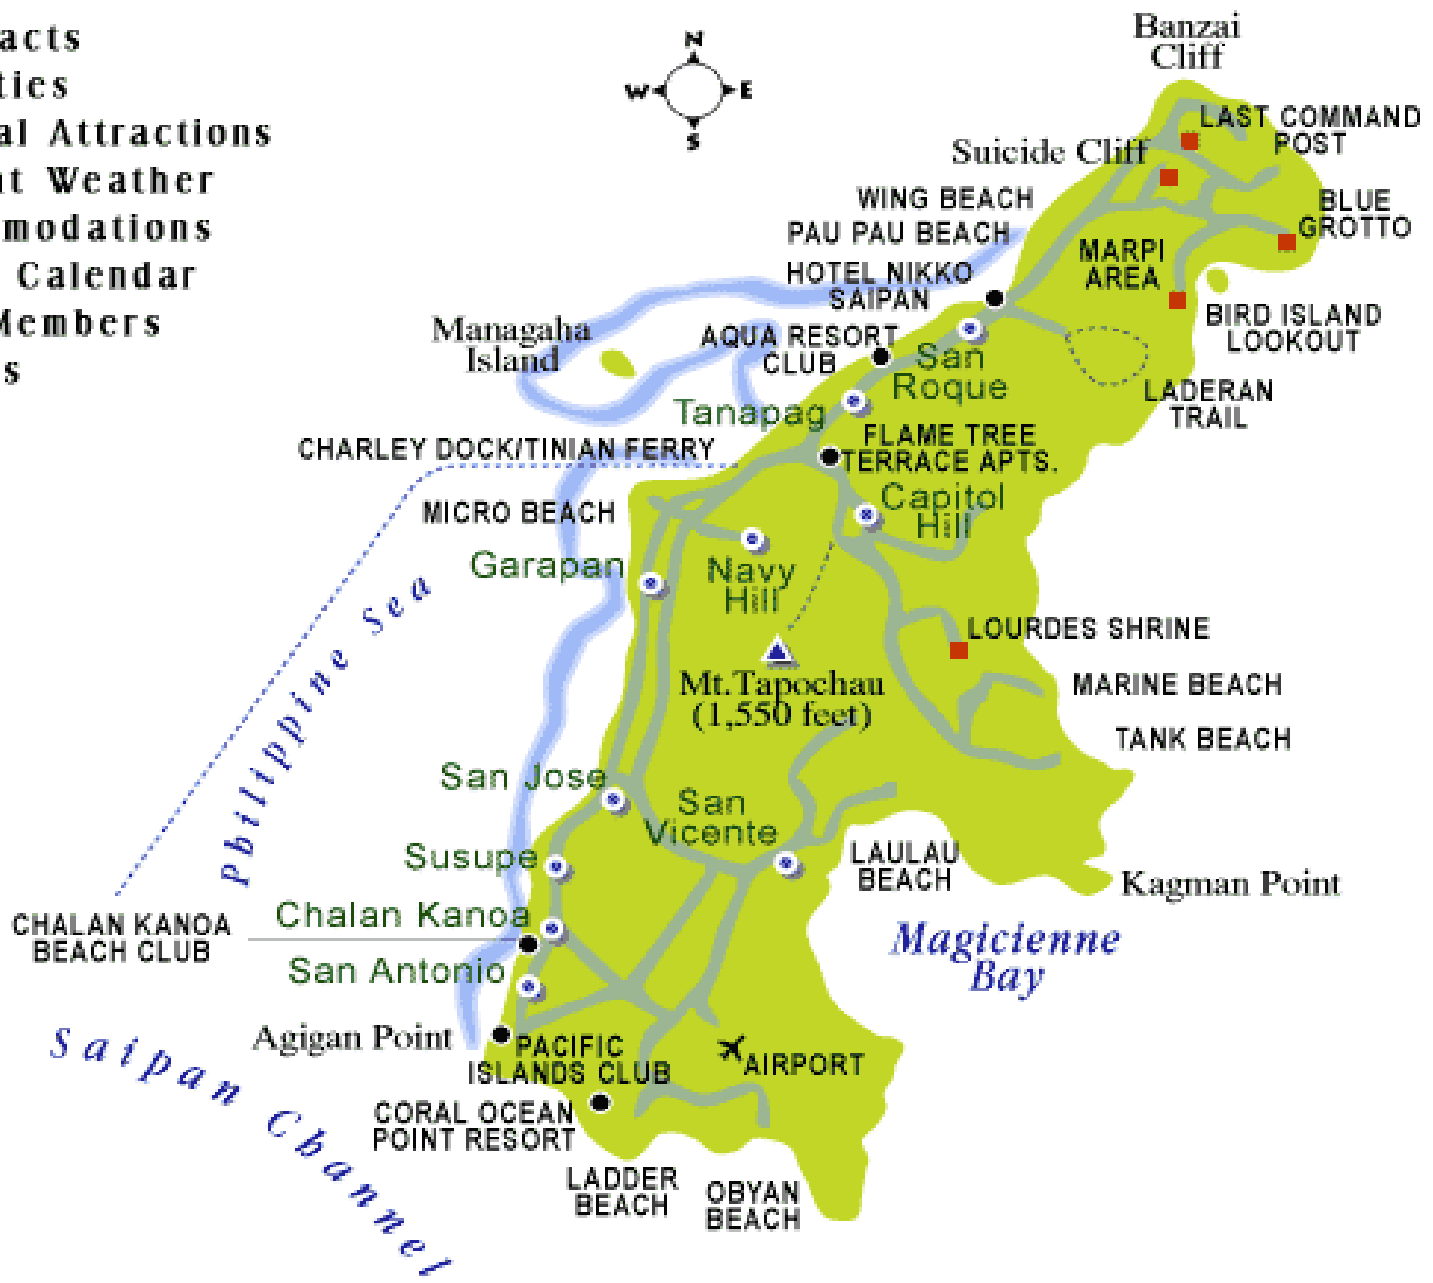 acts
ties
al Attractions
nt Weather
modations
Calendar
Members
s
N
W E
S
Banzai
Cliff
LAST COMMAND
POST
Suicide Cliff
WING BEACH
BLUE
GROTTO
PAU PAU BEACH
MARPI
AREA
HOTEL NIKKO
SAIPAN
BIRD ISLAND
LOOKOUT
Managaha
Island
AQUA RESORT
CLUB
San
Roque
LADERAN
TRAIL
Tanapag
FLAME TREE
TERRACE APTS.
CHARLEY DOCK/TINIAN FERRY
Capitol
Hill
MICRO BEACH
Garapan
Navy
Hill
Philippine Sea
LOURDES SHRINE
Mt.Tapochau
(1,550 feet)
MARINE BEACH
TANK BEACH
San Jose
San
Vicente
Susupe
LAULAU
BEACH
Kagman Point
Chalan Kanoa
CHALAN KANOA
BEACH CLUB
Magicienne
Bay
San Antonio
Agigan Point
PACIFIC
ISLANDS CLUB
AIRPORT
Saipan Channel
CORAL OCEAN
POINT RESORT
LADDER
BEACH
OBYAN
BEACH